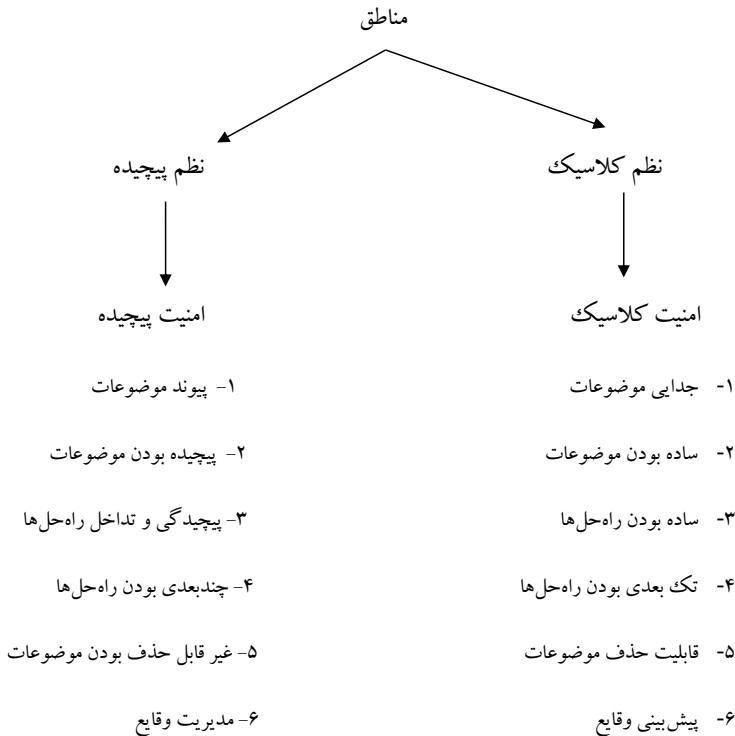 مناطق
نظم کلاسیک
نظم پیچیده
امنیت کلاسیک
امنیت پیچیده
۱- جدایی موضوعات
۱- پیوند موضوعات
۲- ساده بودن موضوعات
۲- پیچیده بودن موضوعات
۳- ساده بودن راه‌حل‌ها
۳- پیچیدگی و تداخل راه‌حل‌ها
۴- تک بعدی بودن راه‌حل‌ها
۴- چندبعدی بودن راه‌حل‌ها
۵- قابلیت حذف موضوعات
۵- غیر قابل حذف بودن موضوعات
۶- پیش‌بینی وقایع
۶- مدیریت وقایع